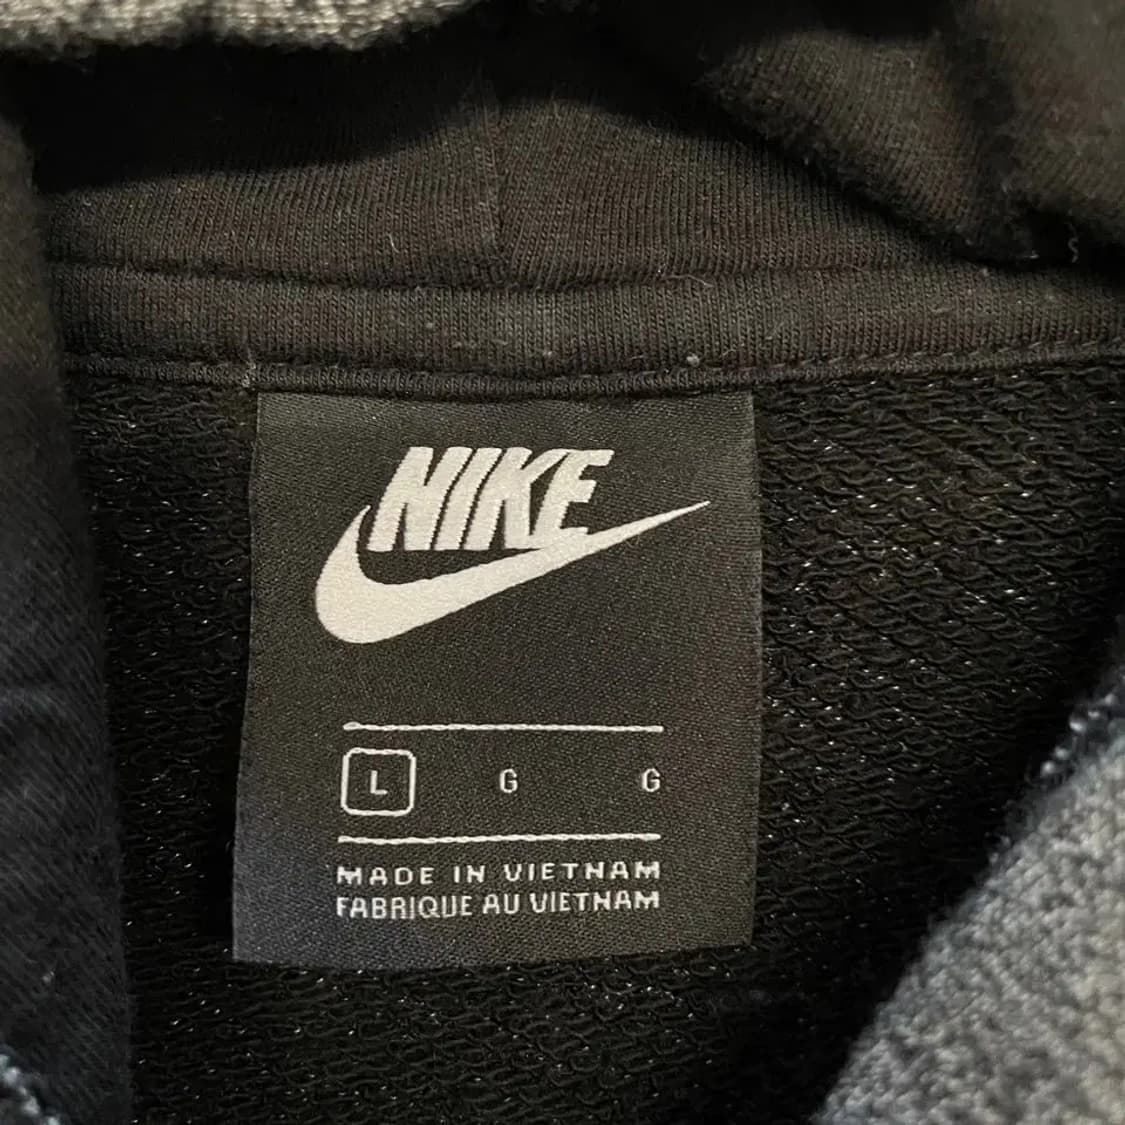 NIKE
L G G
MADE IN VIETNAM
FABRIQUE AU VIETNAM